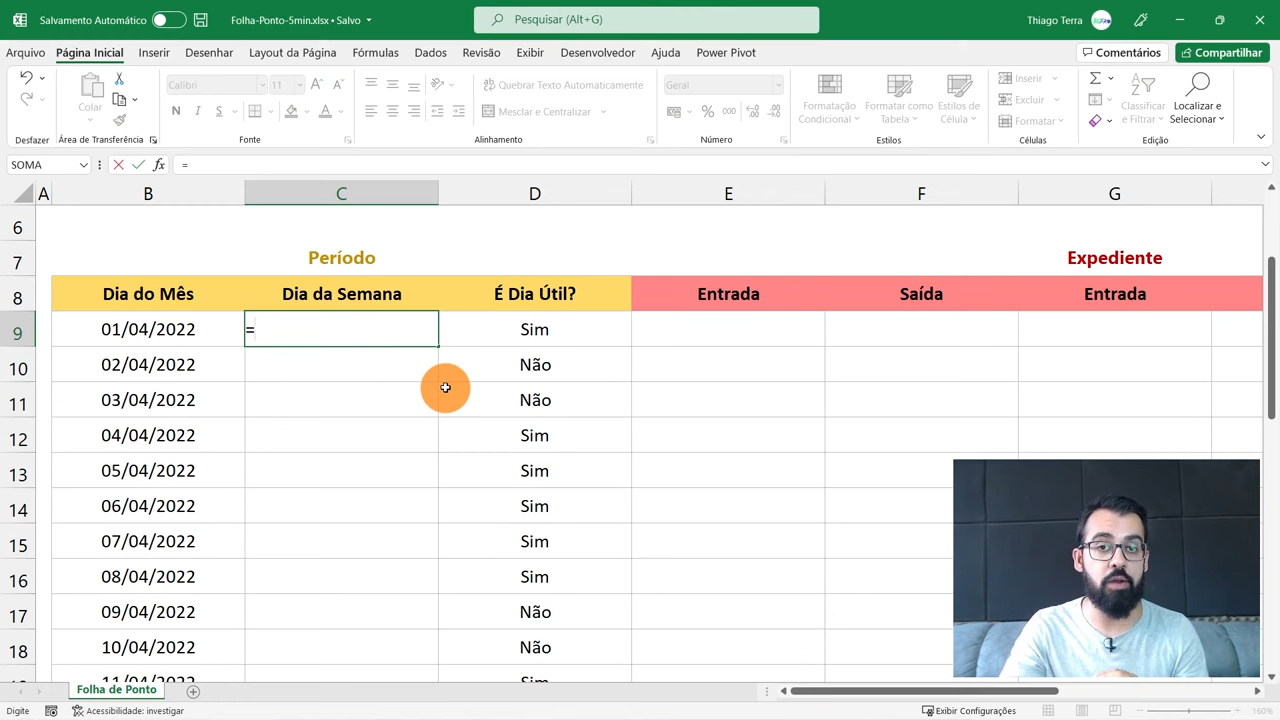 Salvamento Automático
Folha-Ponto-5min.xlsx • Salvo
Pesquisar (Alt+G)
Thiago Terra
Arquivo Página Inicial Inserir Desenhar Layout da Página Fórmulas Dados Revisão Exibir Desenvolvedor Ajuda Power Pivot
Comentários Compartilhar
Colar
Calibri 11
N I S
Quebrar Texto Automaticamente
Mesclar e Centralizar
Geral
% 000
Formatação Condicional
Formatar como Tabela
Estilos de Célula
Inserir
Excluir
Formatar
Classificar e Filtrar
Localizar e Selecionar
Desfazer Área de Transferência Fonte Alinhamento Número Estilos Células Edição
SOMA fx =
A B C D E F G
6
7 Período Expediente
8 Dia do Mês Dia da Semana É Dia Útil? Entrada Saída Entrada
9 01/04/2022 = Sim
10 02/04/2022 Não
11 03/04/2022 Não
12 04/04/2022 Sim
13 05/04/2022 Sim
14 06/04/2022 Sim
15 07/04/2022 Sim
16 08/04/2022 Sim
17 09/04/2022 Não
18 10/04/2022 Não
Folha de Ponto
Digite Acessibilidade: investigar Exibir Configurações 160%